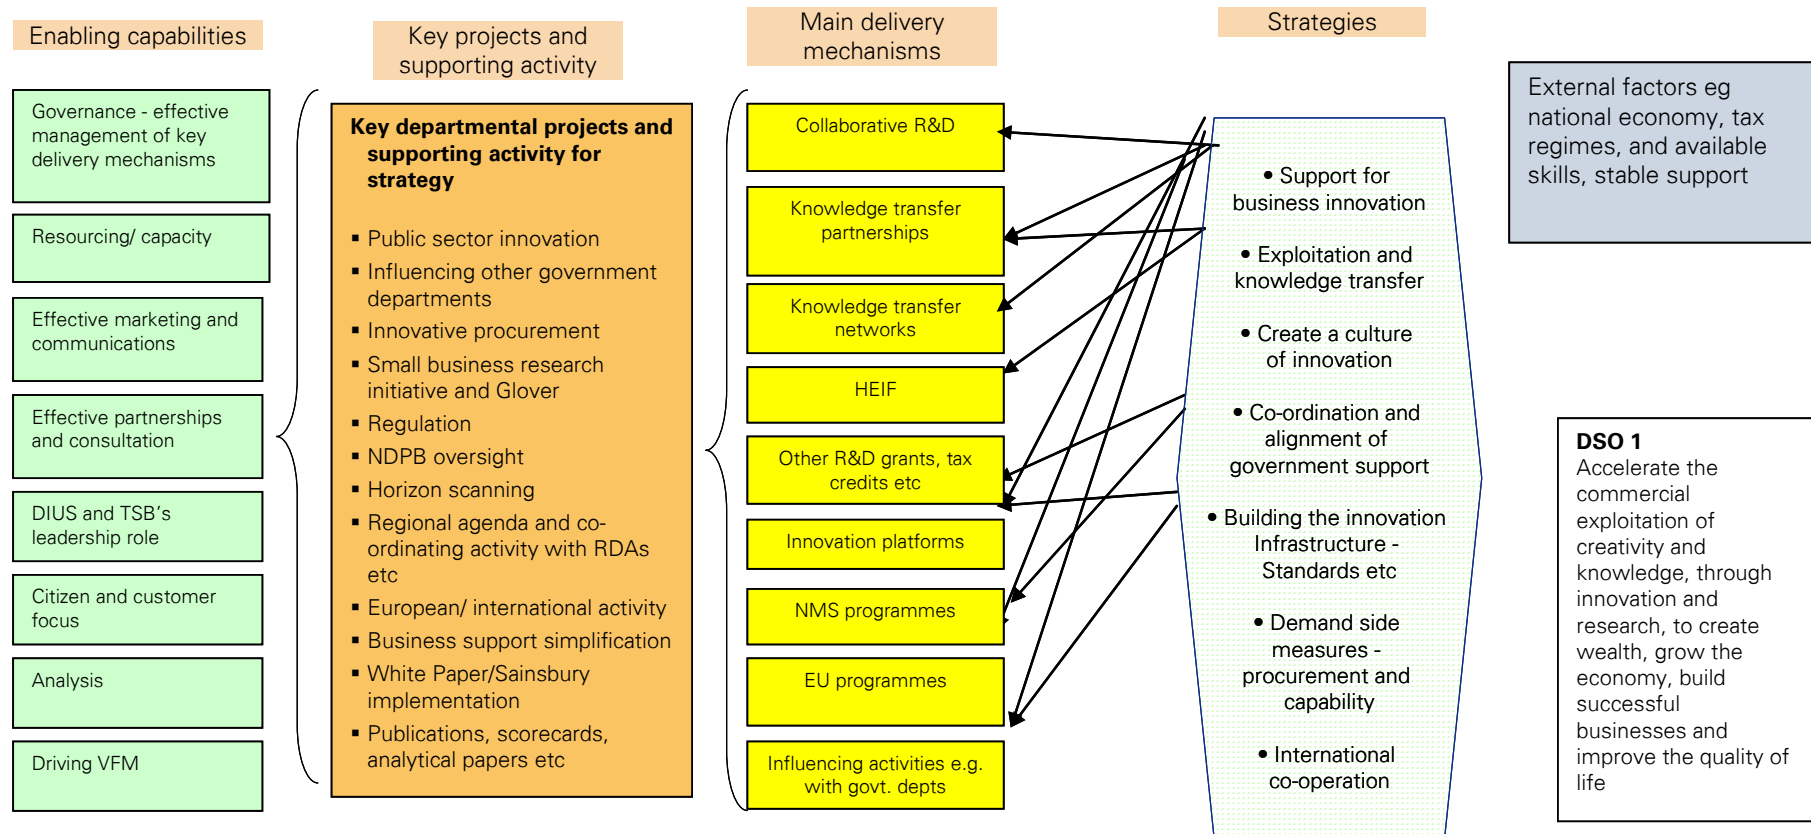 Enabling capabilities
Governance - effective
management of key
delivery mechanisms
Resourcing/ capacity
Effective marketing and
communications
Effective partnerships
and consultation
DIUS and TSB's
leadership role
Citizen and customer
focus
Analysis
Driving VFM
Key projects and
supporting activity
Key departmental projects and
supporting activity for
strategy
▪ Public sector innovation
▪ Influencing other government
departments
▪ Innovative procurement
▪ Small business research
initiative and Glover
▪ Regulation
▪ NDPB oversight
▪ Horizon scanning
▪ Regional agenda and co-
ordinating activity with RDAs
etc
▪ European/ international activity
▪ Business support simplification
▪ White Paper/Sainsbury
implementation
▪ Publications, scorecards,
analytical papers etc
Main delivery
mechanisms
Collaborative R&D
Knowledge transfer
partnerships
Knowledge transfer
networks
HEIF
Other R&D grants, tax
credits etc
Innovation platforms
NMS programmes
EU programmes
Influencing activities e.g.
with govt. depts
Strategies
• Support for
business innovation
• Exploitation and
knowledge transfer
• Create a culture
of innovation
• Co-ordination and
alignment of
government support
• Building the innovation
Infrastructure -
Standards etc
• Demand side
measures -
procurement and
capability
• International
co-operation
External factors eg
national economy, tax
regimes, and available
skills, stable support
DSO 1
Accelerate the
commercial
exploitation of
creativity and
knowledge, through
innovation and
research, to create
wealth, grow the
economy, build
successful
businesses and
improve the quality of
life